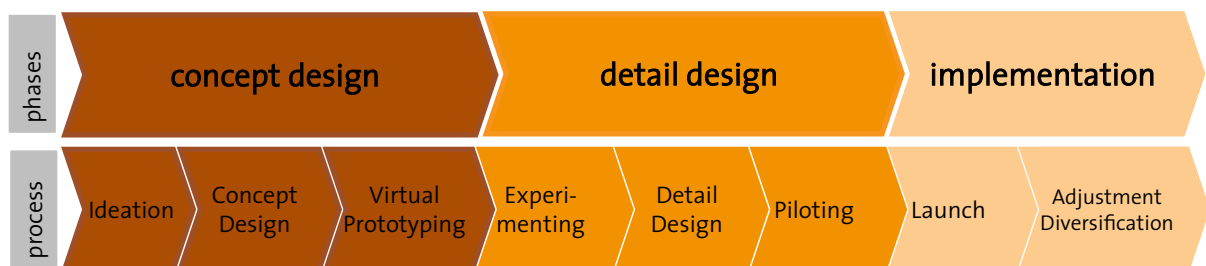 phases
concept design
detail design
implementation
process
Ideation
Concept
Design
Virtual
Prototyping
Experi-
menting
Detail
Design
Piloting
Launch
Adjustment
Diversification